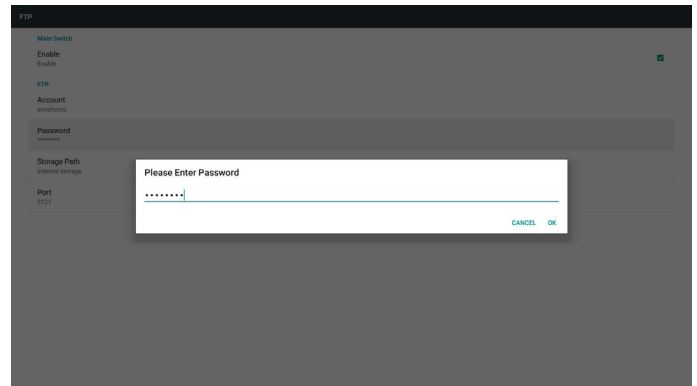 FTP
Main Switch
Enable
Enable
FTP
Account
smartcms
Password
********
Storage Path
Internal storage
Please Enter Password
••••••••
Port
2121
CANCEL OK